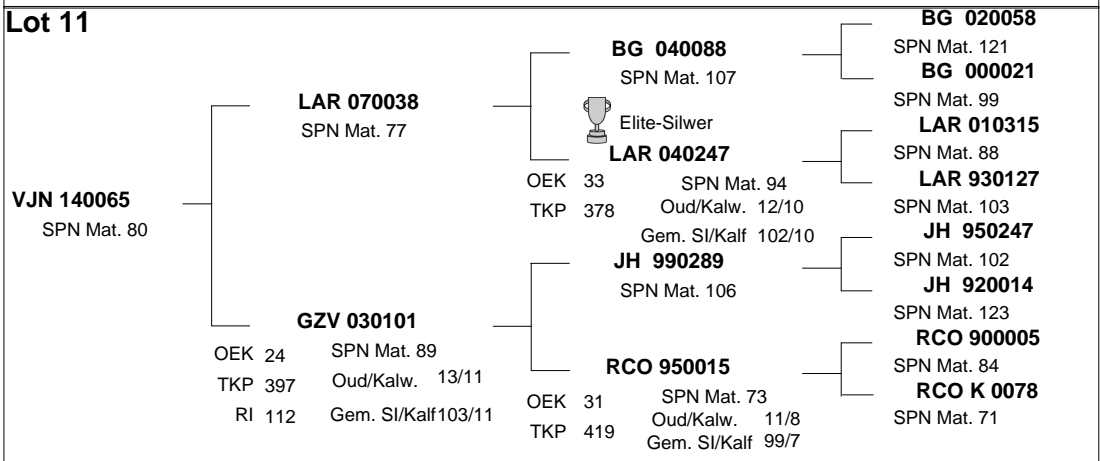 Lot 11
VJN 140065
SPN Mat. 80
LAR 070038
SPN Mat. 77
GZV 030101
OEK 24 SPN Mat. 89
TKP 397 Oud/Kalw. 13/11
RI 112 Gem. SI/Kalf 103/11
BG 040088
SPN Mat. 107
Elite-Silwer
LAR 040247
OEK 33 SPN Mat. 94
TKP 378 Oud/Kalw. 12/10
Gem. SI/Kalf 102/10
JH 990289
SPN Mat. 106
RCO 950015
OEK 31 SPN Mat. 73
TKP 419 Oud/Kalw. 11/8
Gem. SI/Kalf 99/7
BG 020058
SPN Mat. 121
BG 000021
SPN Mat. 99
LAR 010315
SPN Mat. 88
LAR 930127
SPN Mat. 103
JH 950247
SPN Mat. 102
JH 920014
SPN Mat. 123
RCO 900005
SPN Mat. 84
RCO K 0078
SPN Mat. 71